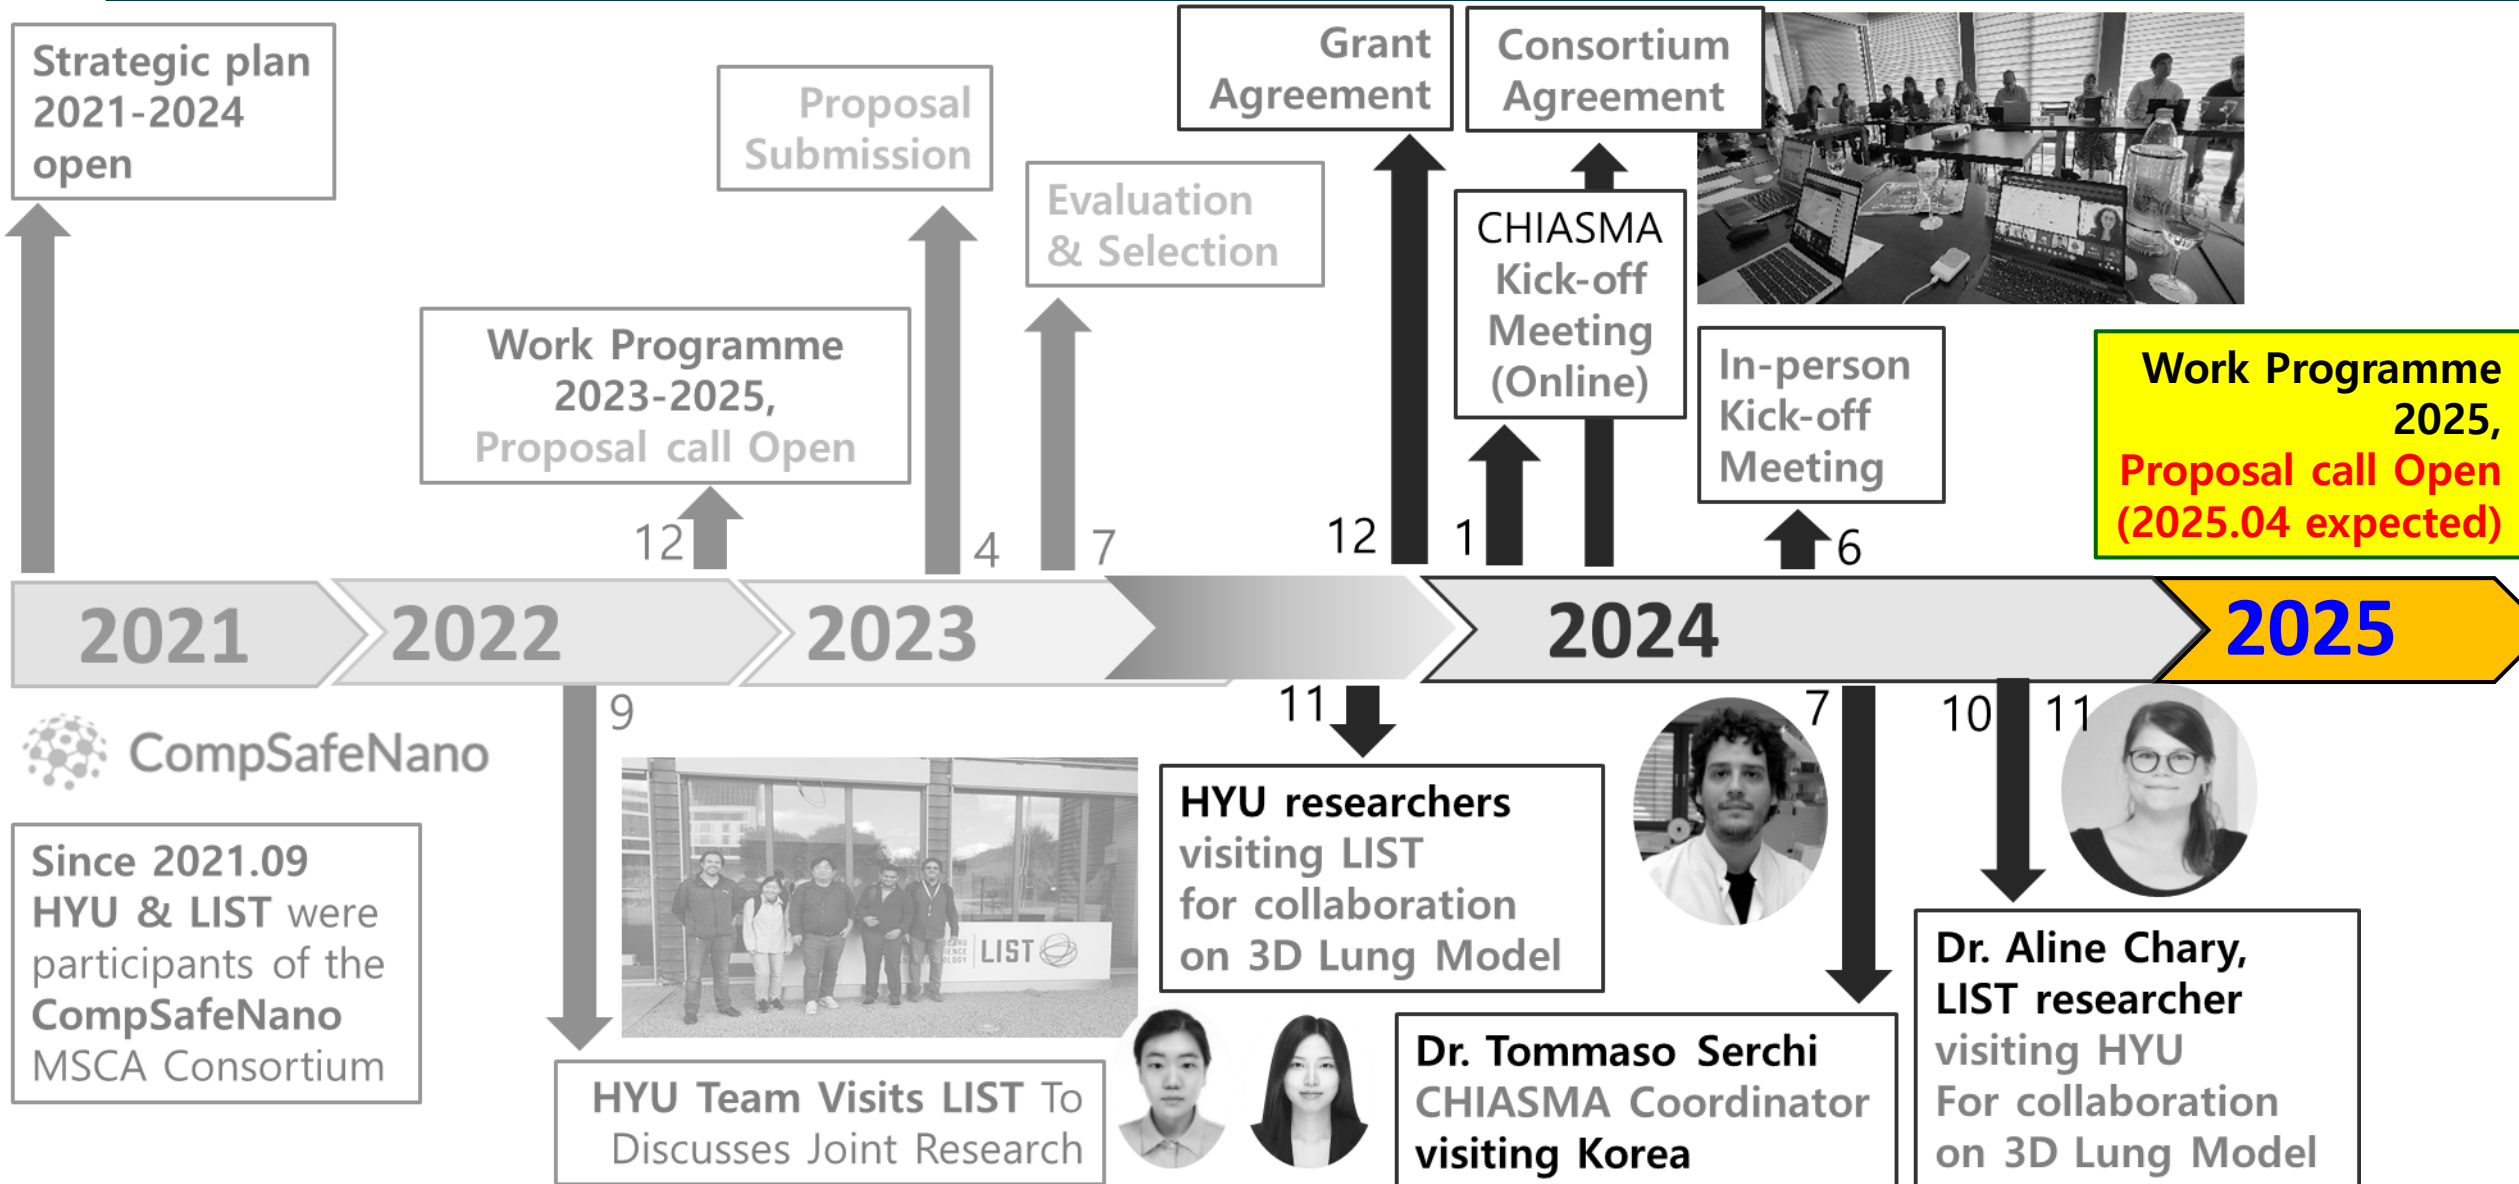 Strategic plan
2021-2024
open
Proposal
Submission
Evaluation
& Selection
Work Programme
2023-2025,
Proposal call Open
Grant
Agreement
Consortium
Agreement
CHIASMA
Kick-off
Meeting
(Online)
In-person
Kick-off
Meeting
Work Programme
2025,
Proposal call Open
(2025.04 expected)
12
4
7
12
1
6
2021
2022
2023
2024
2025
9
11
7
10
11
CompSafeNano
Since 2021.09
HYU & LIST were
participants of the
CompSafeNano
MSCA Consortium
LIST
HYU Team Visits LIST To
Discusses Joint Research
HYU researchers
visiting LIST
for collaboration
on 3D Lung Model
Dr. Tommaso Serchi
CHIASMA Coordinator
visiting Korea
Dr. Aline Chary,
LIST researcher
visiting HYU
For collaboration
on 3D Lung Model